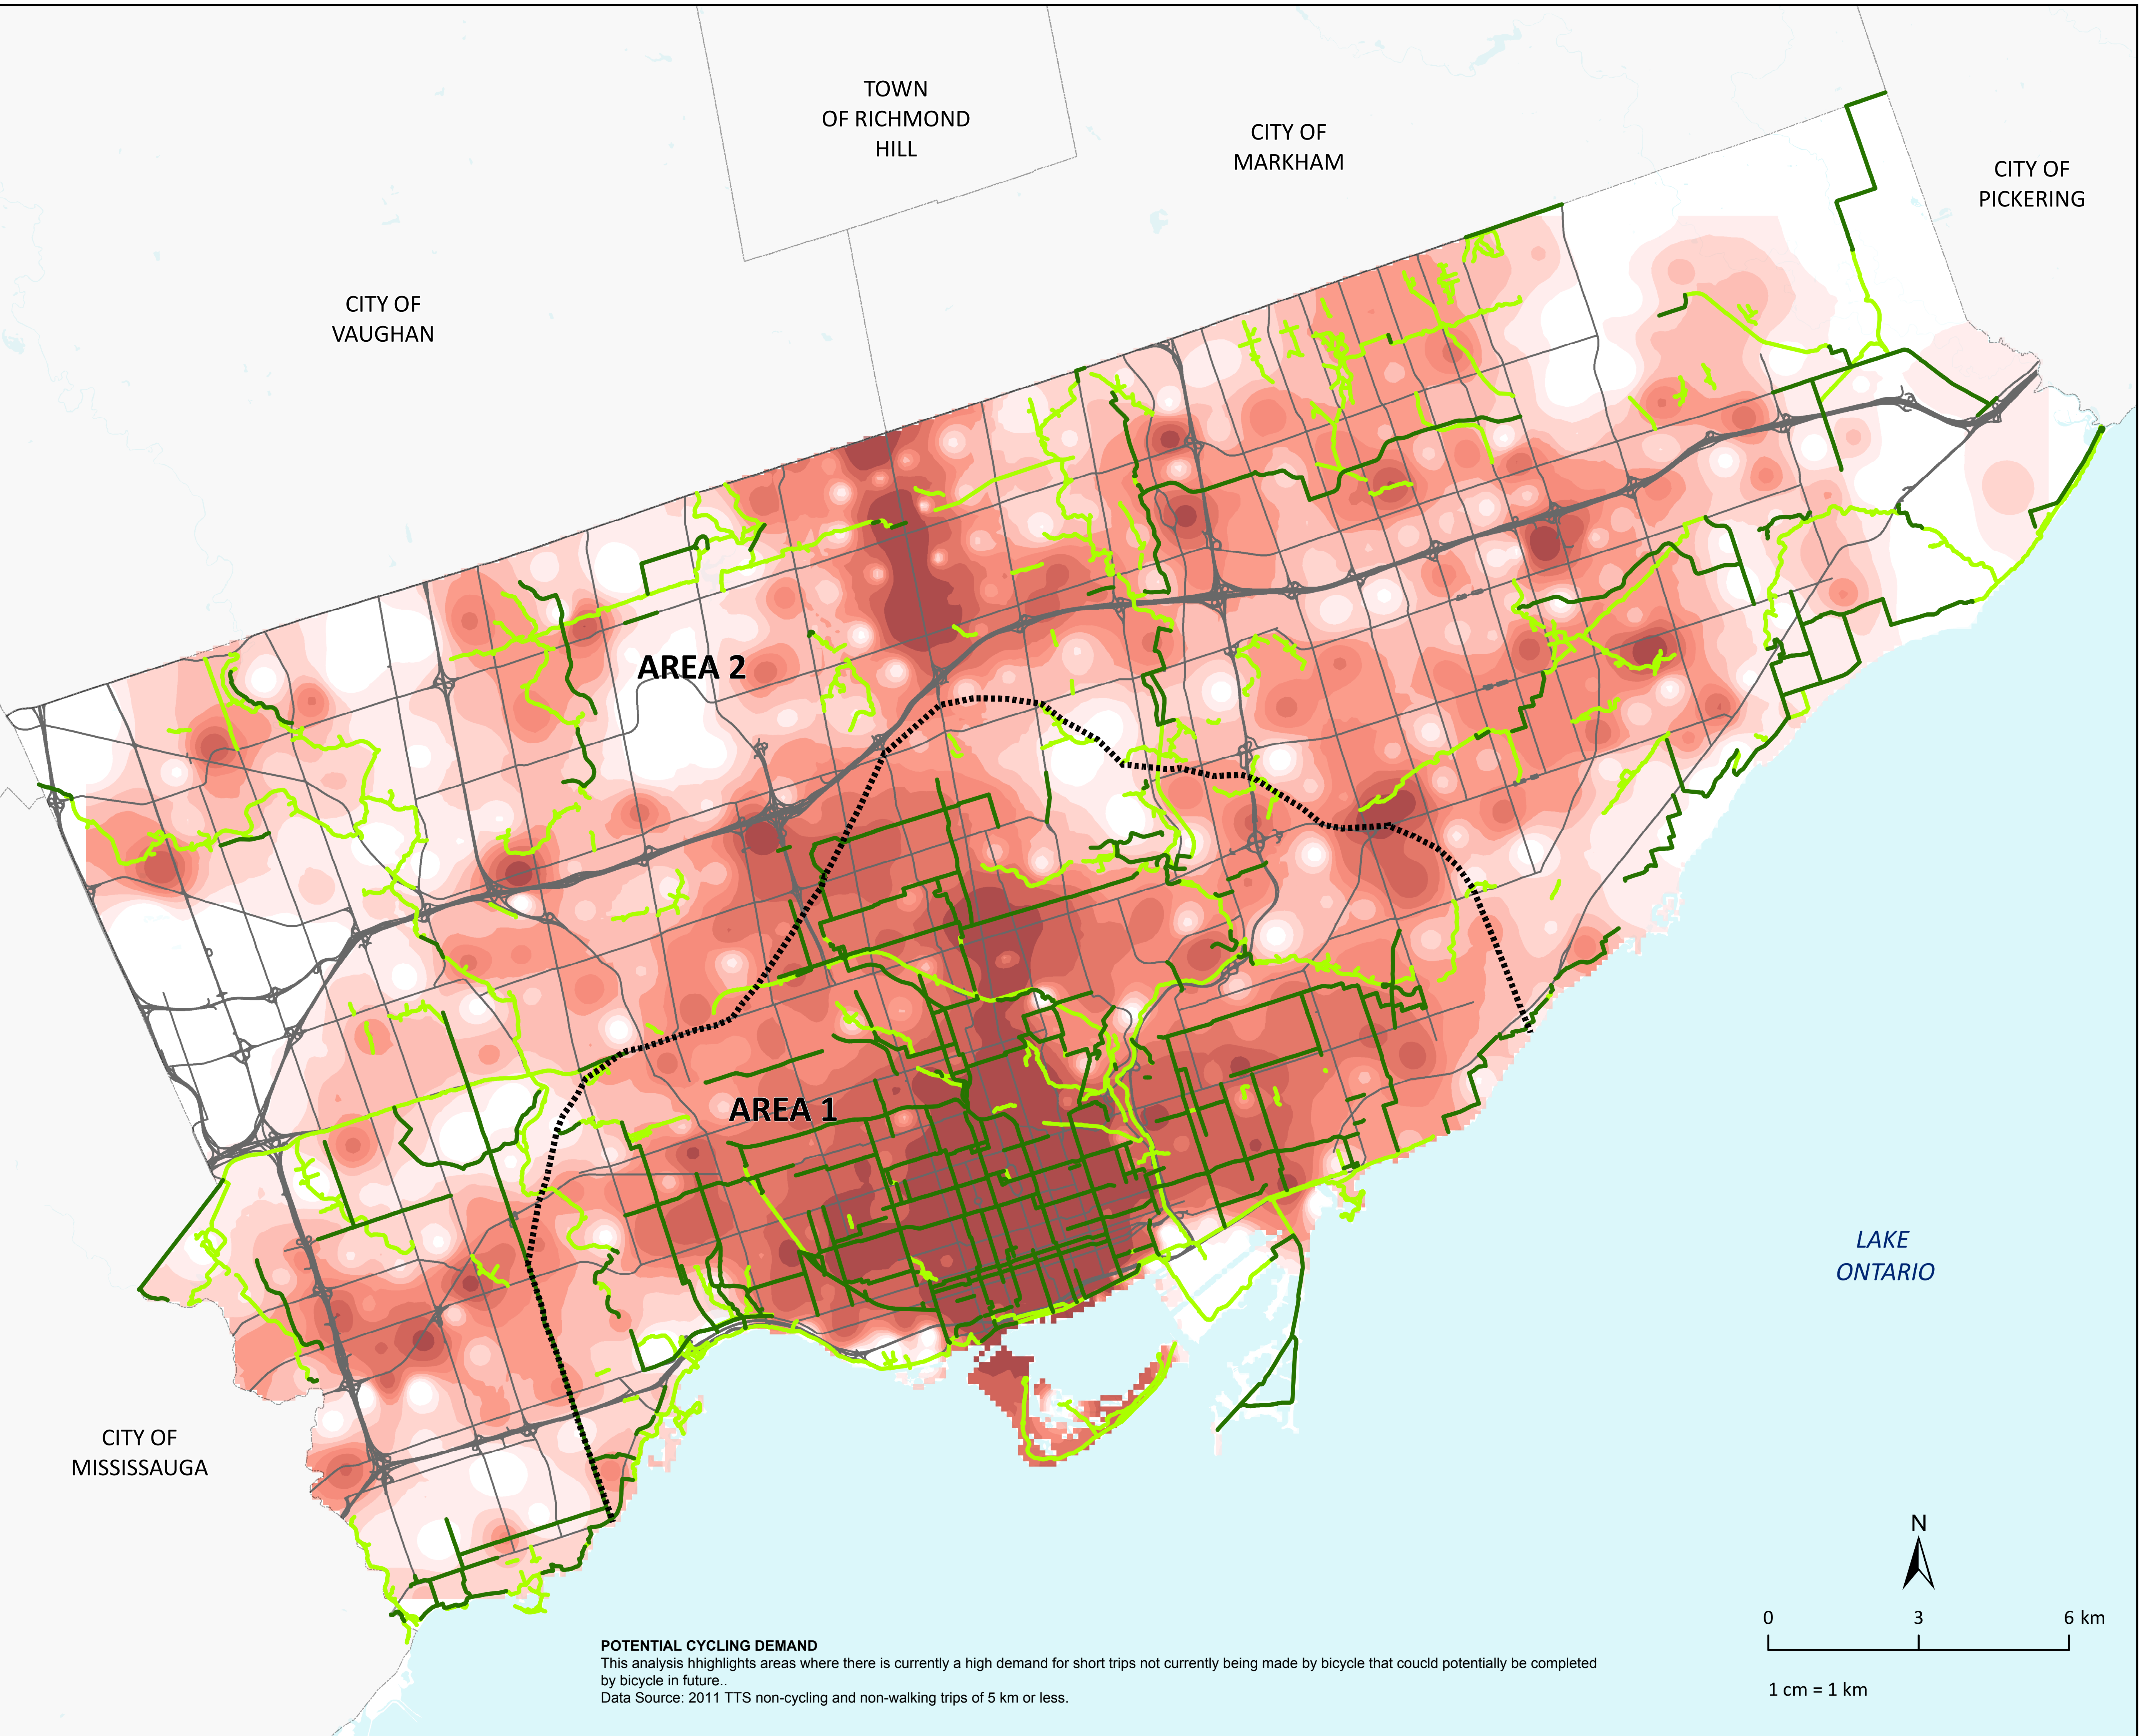 TOWN
OF RICHMOND
HILL
CITY OF
MARKHAM
CITY OF
PICKERING
CITY OF
VAUGHAN
AREA 2
AREA 1
LAKE
ONTARIO
CITY OF
MISSISSAUGA
N
0 3 6 km
1 cm = 1 km
POTENTIAL CYCLING DEMAND
This analysis hhighlights areas where there is currently a high demand for short trips not currently being made by bicycle that coucld potentially be completed
by bicycle in future..
Data Source: 2011 TTS non-cycling and non-walking trips of 5 km or less.